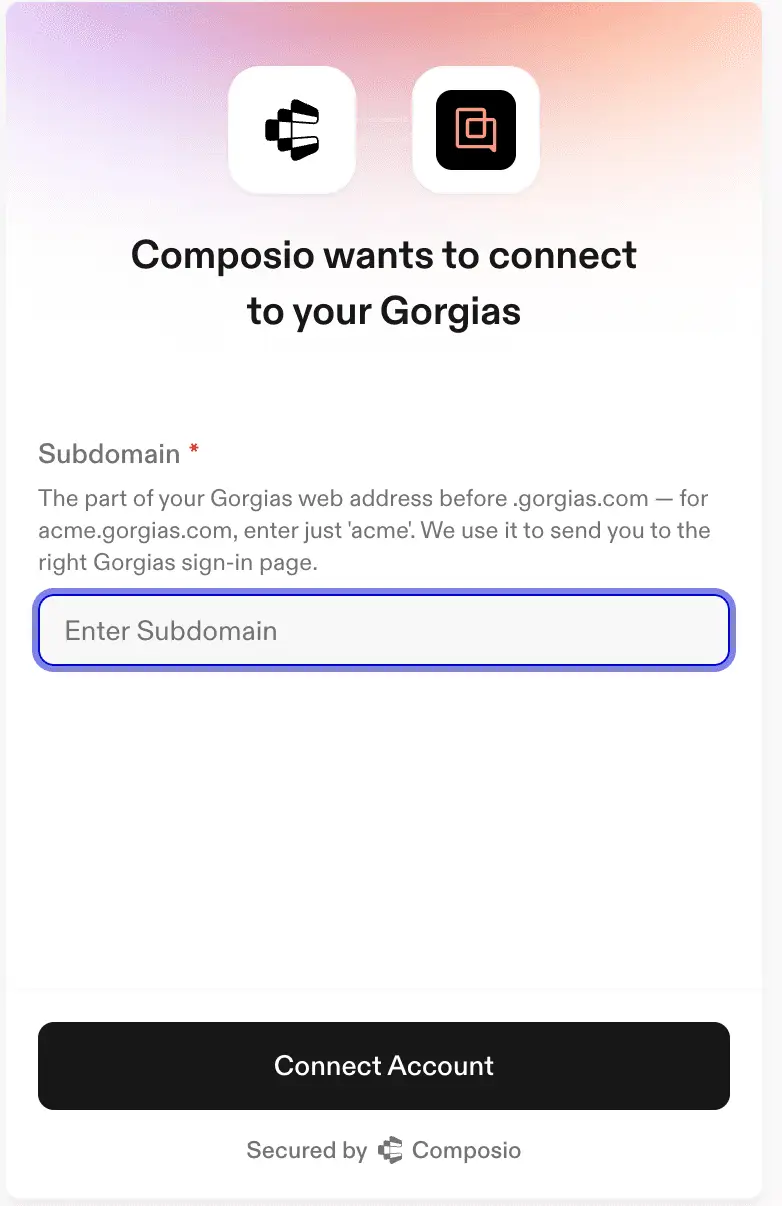 Composio wants to connect
to your Gorgias
Subdomain *
The part of your Gorgias web address before .gorgias.com — for
acme.gorgias.com, enter just 'acme'. We use it to send you to the
right Gorgias sign-in page.
Enter Subdomain
Connect Account
Secured by Composio